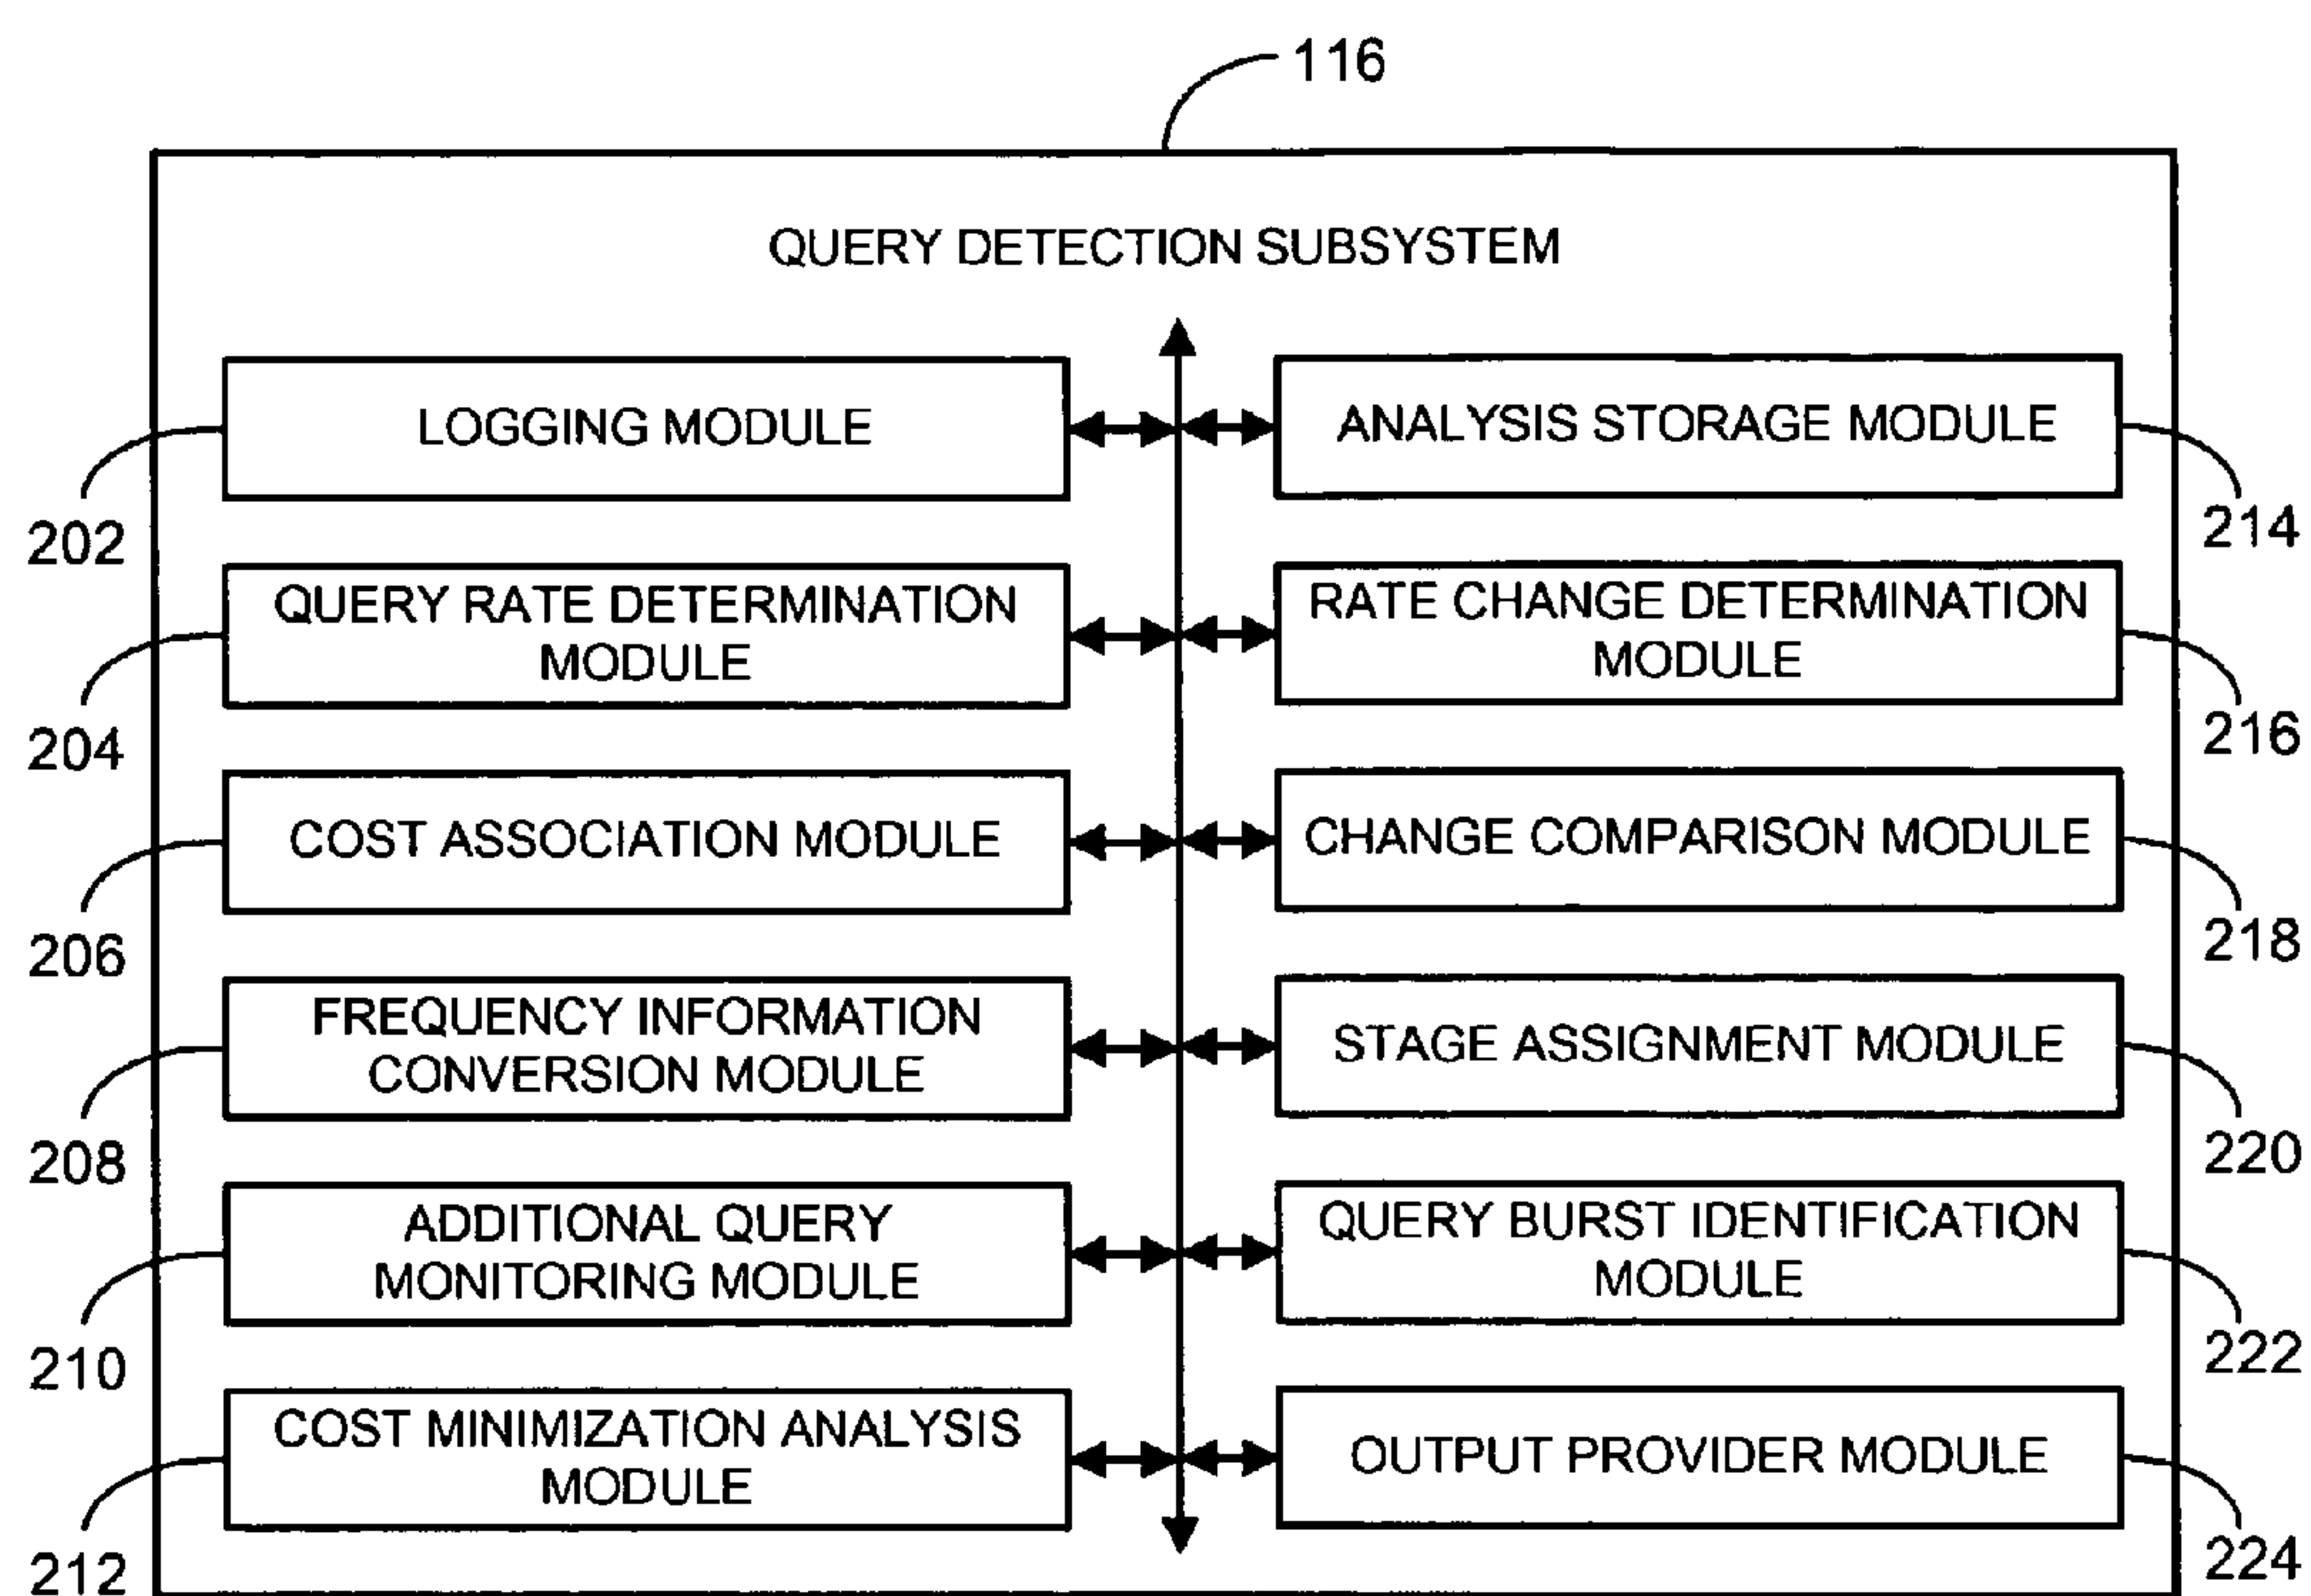 116
QUERY DETECTION SUBSYSTEM
LOGGING MODULE
202
QUERY RATE DETERMINATION
MODULE
204
COST ASSOCIATION MODULE
206
FREQUENCY INFORMATION
CONVERSION MODULE
208
ADDITIONAL QUERY
MONITORING MODULE
210
COST MINIMIZATION ANALYSIS
MODULE
212
ANALYSIS STORAGE MODULE
214
RATE CHANGE DETERMINATION
MODULE
216
CHANGE COMPARISON MODULE
218
STAGE ASSIGNMENT MODULE
220
QUERY BURST IDENTIFICATION
MODULE
222
OUTPUT PROVIDER MODULE
224